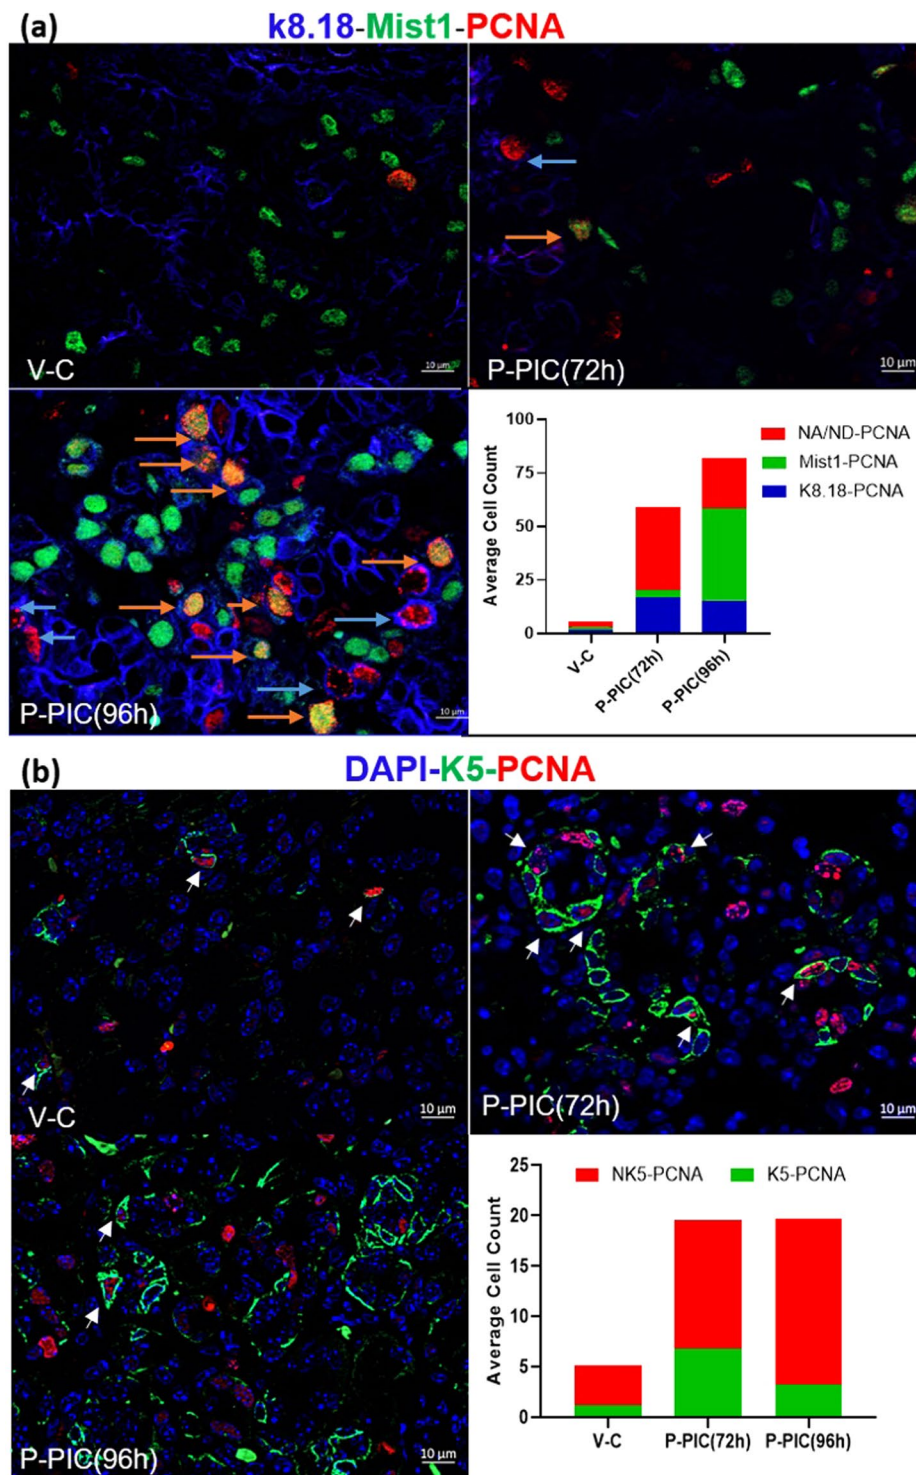 (a) k8.18-Mist1-PCNA
10 µm
V-C
10 µm
P-PIC(72h)
10 µm
P-PIC(96h)
Average Cell Count
100
75
50
25
0
NA/ND-PCNA
Mist1-PCNA
K8.18-PCNA
V-C
P-PIC(72h)
P-PIC(96h)
(b) DAPI-K5-PCNA
10 µm
V-C
10 µm
P-PIC(72h)
10 µm
P-PIC(96h)
Average Cell Count
25
20
15
10
5
0
NK5-PCNA K5-PCNA
V-C P-PIC(72h) P-PIC(96h)